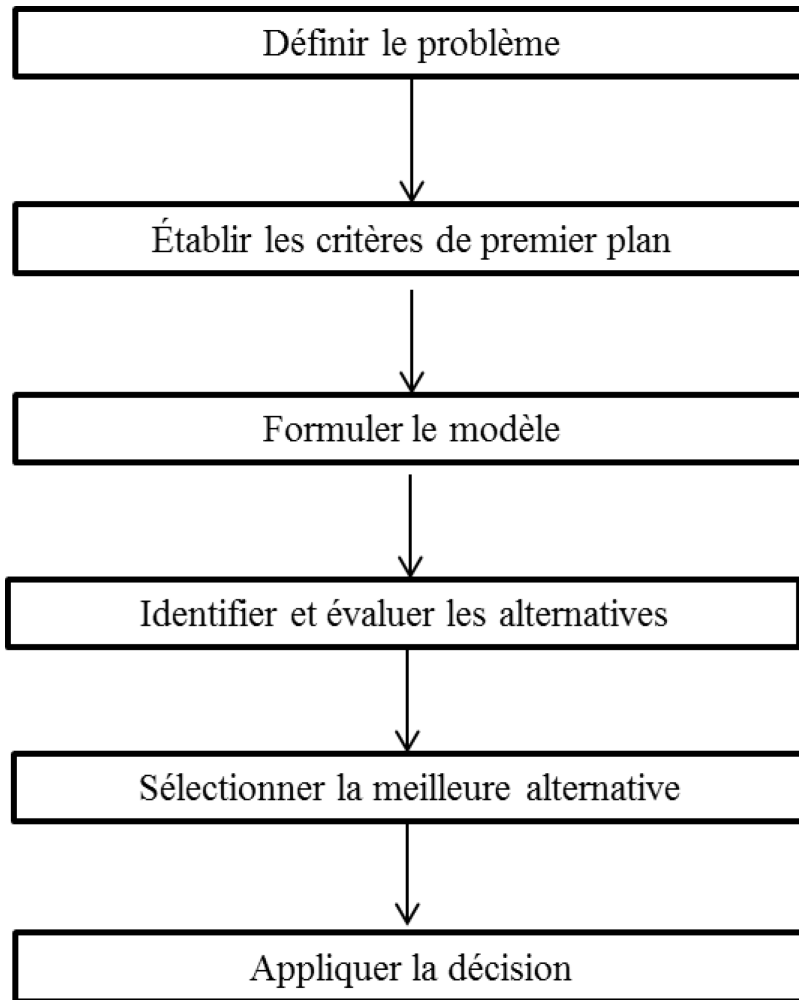 Définir le problème
Établir les critères de premier plan
Formuler le modèle
Identifier et évaluer les alternatives
Sélectionner la meilleure alternative
Appliquer la décision